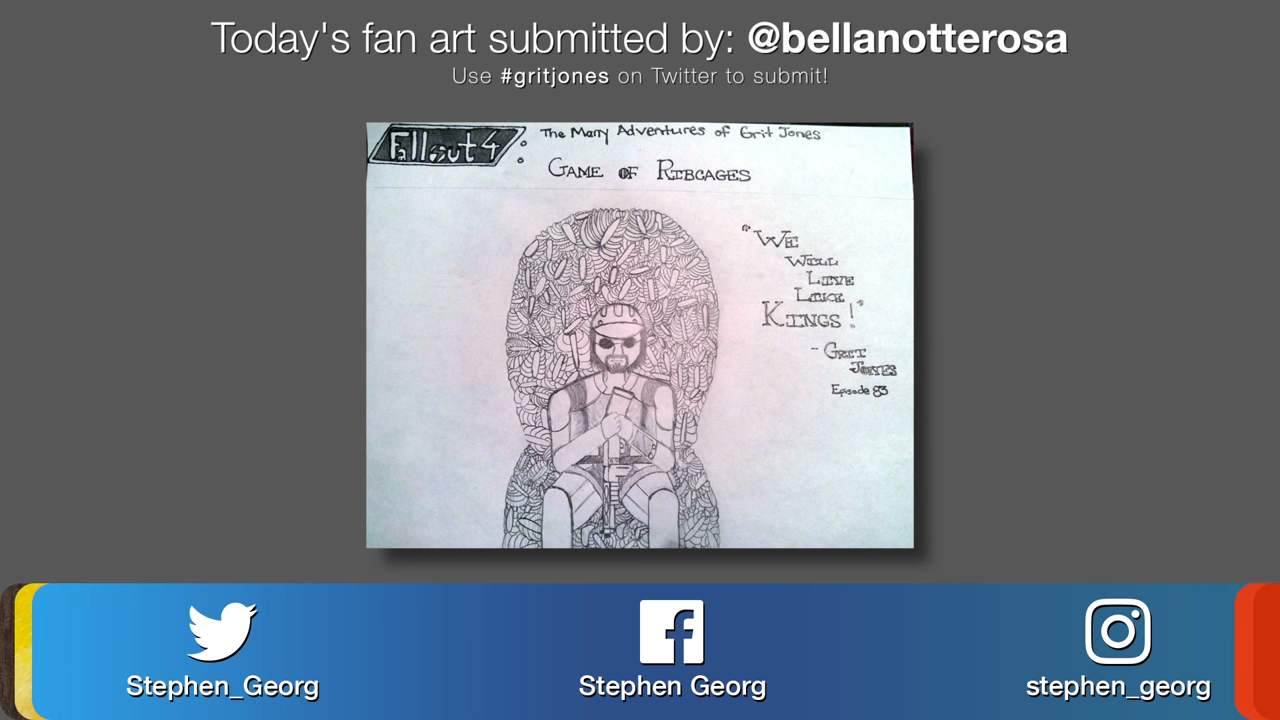 Today's fan art submitted by: @bellanotterosa
Use #gritjones on Twitter to submit!
Fallout 4 : The Many Adventures of Grit Jones
GAME OF RIBCAGES
"WE
WILL
LIVE
LIKE
KINGS!"
- GRIT
JONES
Episode 83
Stephen_Georg
Stephen Georg
stephen_georg